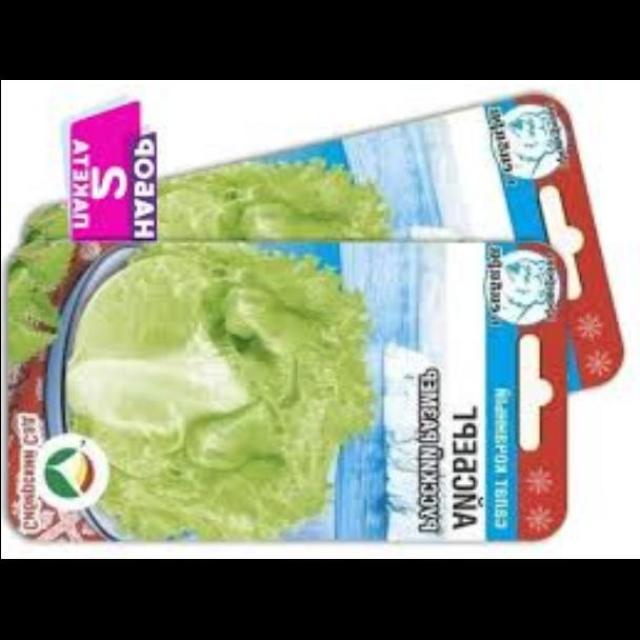 НАБОР
2
ПАКЕТА
САЛАТ КОЧАННЫЙ
АЙСБЕРГ
РУССКИЙ РАЗМЕР
СИБИРСКИЙ САД